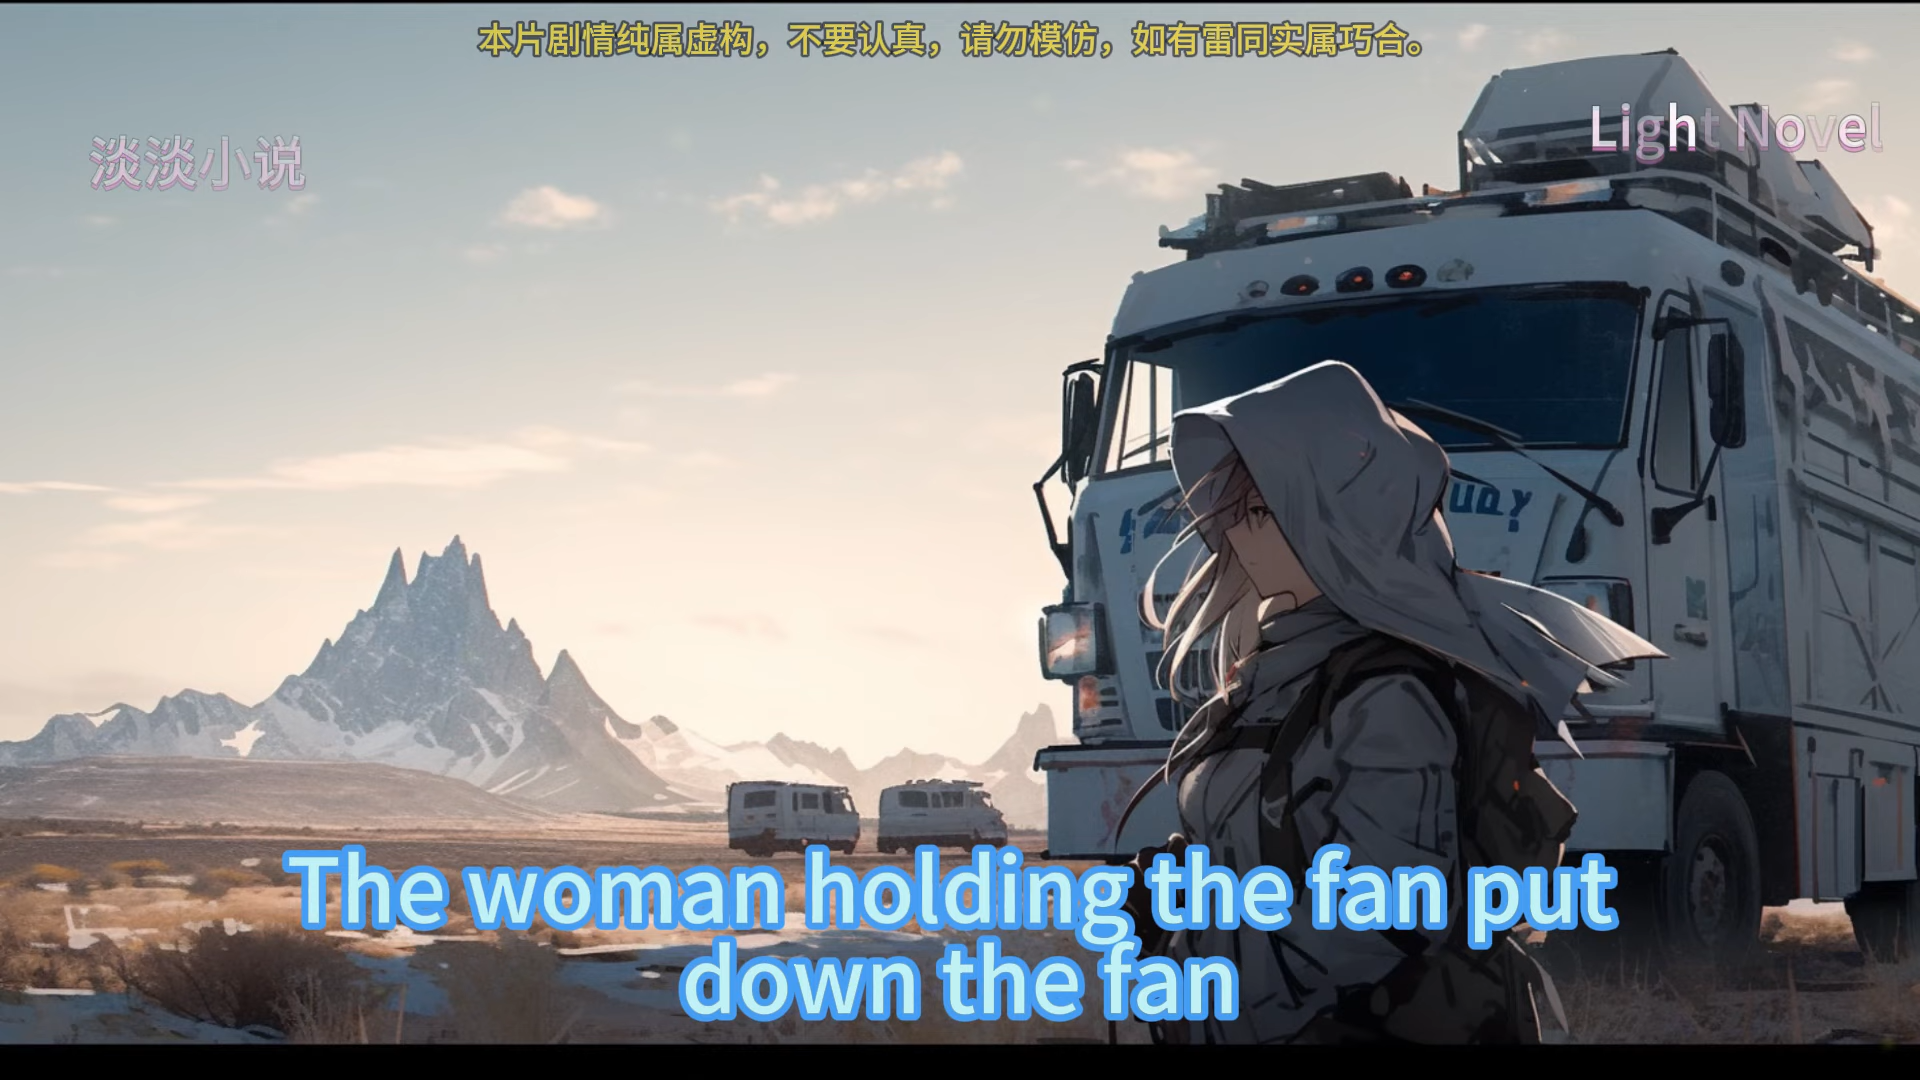 本片剧情纯属虚构，不要认真，请勿模仿，如有雷同实属巧合。
淡淡小说
Light Novel
The woman holding the fan put
down the fan